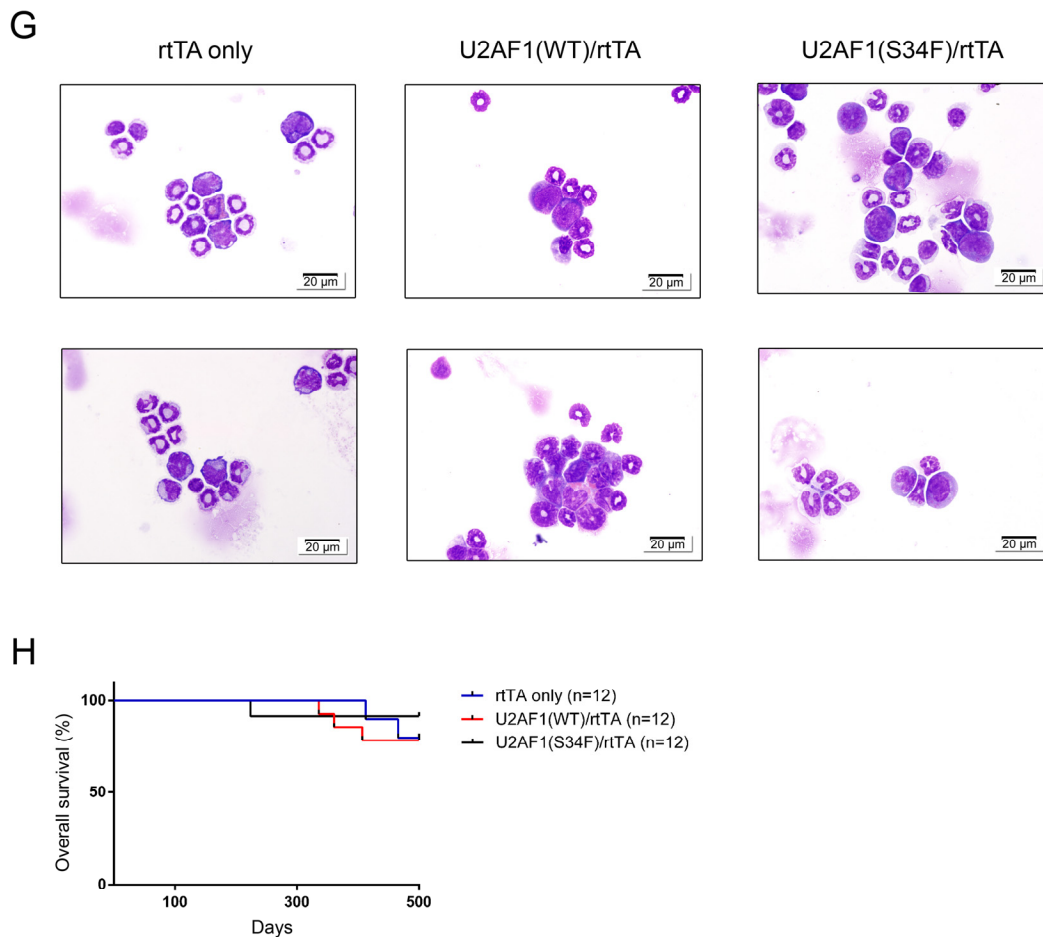 G
rtTA only
U2AF1(WT)/rtTA
U2AF1(S34F)/rtTA
20 µm
20 µm
20 µm
20 µm
20 µm
20 µm
H
Overall survival (%)
100
50
0
100
300
500
Days
rtTA only (n=12)
U2AF1(WT)/rtTA (n=12)
U2AF1(S34F)/rtTA (n=12)